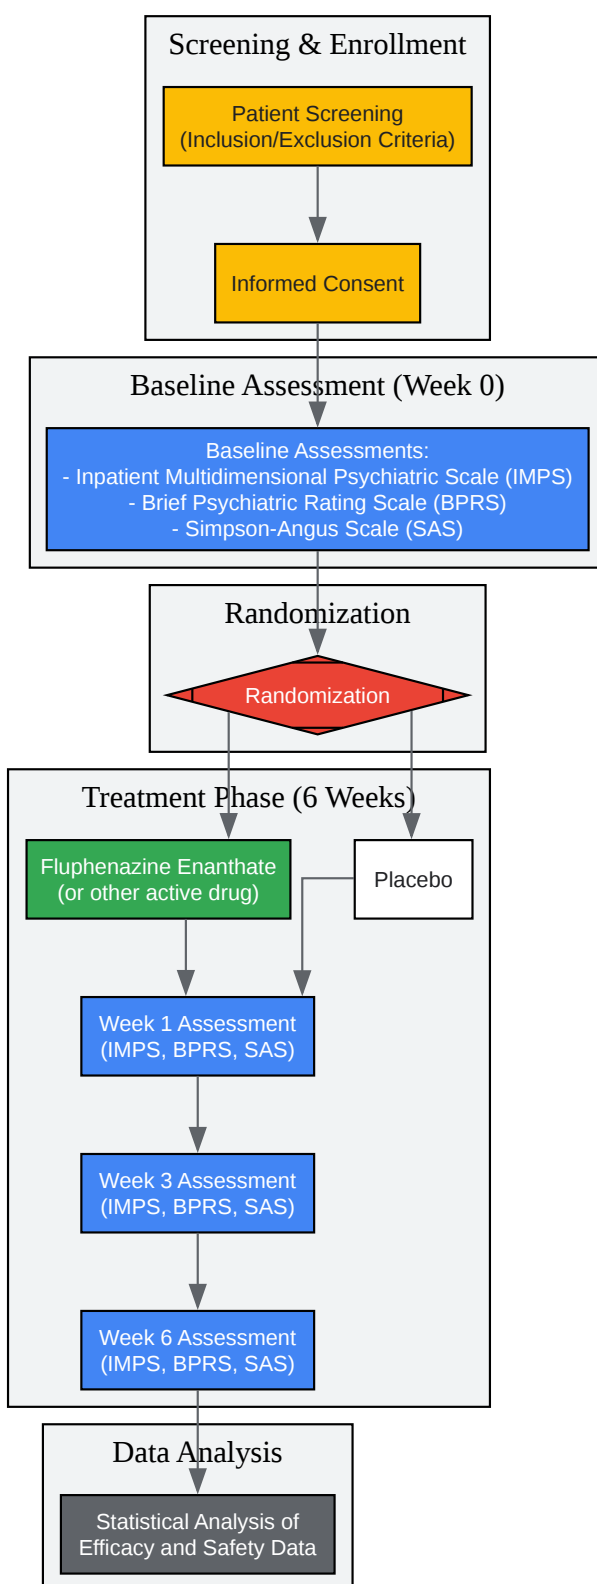 Screening & Enrollment
Patient Screening
(Inclusion/Exclusion Criteria)
Informed Consent
Baseline Assessment (Week 0)
Baseline Assessments:
- Inpatient Multidimensional Psychiatric Scale (IMPS)
- Brief Psychiatric Rating Scale (BPRS)
- Simpson-Angus Scale (SAS)
Randomization
Randomization
Treatment Phase (6 Weeks)
Fluphenazine Enanthate
(or other active drug)
Placebo
Week 1 Assessment
(IMPS, BPRS, SAS)
Week 3 Assessment
(IMPS, BPRS, SAS)
Week 6 Assessment
(IMPS, BPRS, SAS)
Data Analysis
Statistical Analysis of
Efficacy and Safety Data